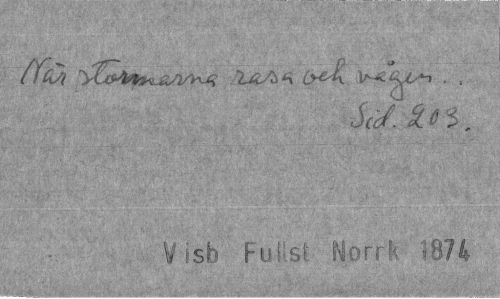 När stormarna rasa och vågen..
Sid. 203.
Visb Fullst Norrk 1874